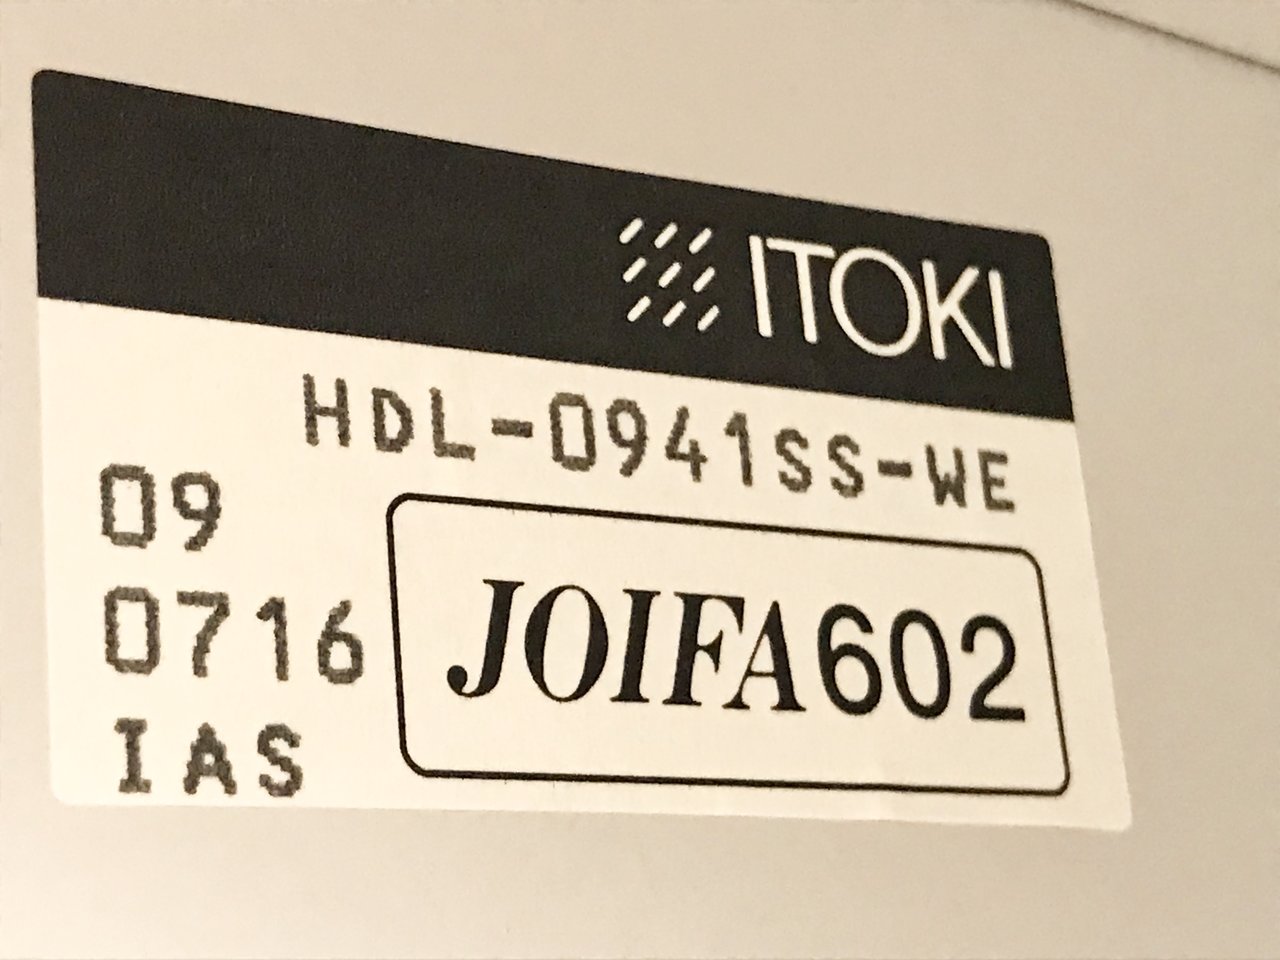 ITOKI
HDL-0941SS-WE
09
0716
IAS
JOIFA602